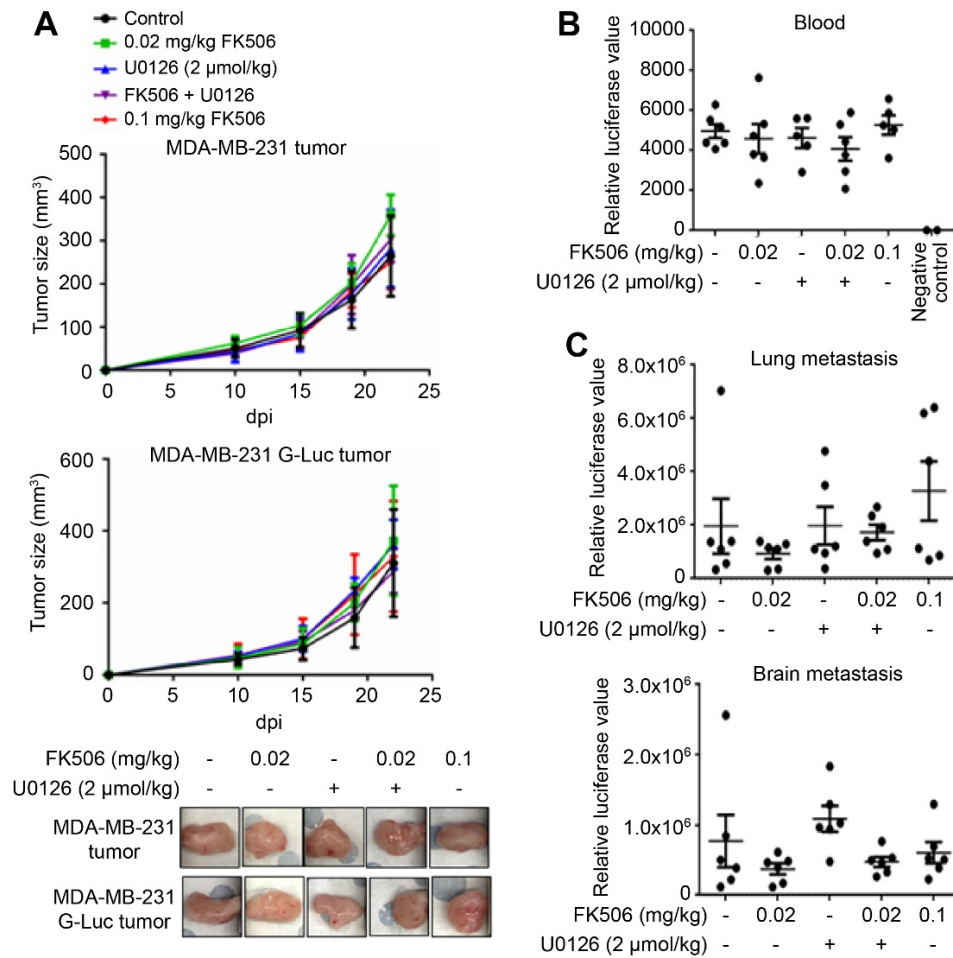 A
Control
0.02 mg/kg FK506
U0126 (2 µmol/kg)
FK506 + U0126
0.1 mg/kg FK506
MDA-MB-231 tumor
Tumor size (mm³)
500
400
300
200
100
0
0 5 10 15 20 25
dpi
MDA-MB-231 G-Luc tumor
Tumor size (mm³)
600
400
200
0
0 5 10 15 20 25
dpi
FK506 (mg/kg) - 0.02 - 0.02 0.1
U0126 (2 µmol/kg) - - + + -
MDA-MB-231
tumor
MDA-MB-231
G-Luc tumor
B
Blood
Relative luciferase value
10000
8000
6000
4000
2000
0
FK506 (mg/kg) - 0.02 - 0.02 0.1
U0126 (2 µmol/kg) - - + + -
Negative
control
C
Lung metastasis
Relative luciferase value
8.0x10⁶
6.0x10⁶
4.0x10⁶
2.0x10⁶
0
FK506 (mg/kg) - 0.02 - 0.02 0.1
U0126 (2 µmol/kg) - - + + -
Brain metastasis
Relative luciferase value
3.0x10⁶
2.0x10⁶
1.0x10⁶
0
FK506 (mg/kg) - 0.02 - 0.02 0.1
U0126 (2 µmol/kg) - - + + -